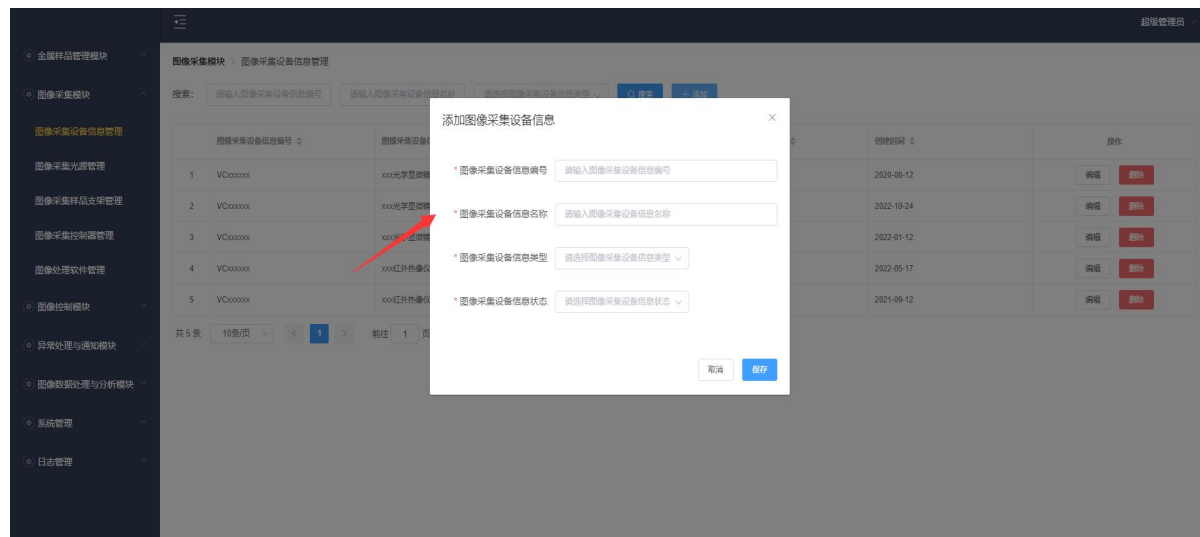 超级管理员
金属样品管理模块
图像采集模块
图像采集设备信息管理
图像采集光源管理
图像采集样品支架管理
图像采集控制器管理
图像处理软件管理
图像控制模块
异常处理与通知模块
图像数据处理与分析模块
系统管理
日志管理
图像采集模块 > 图像采集设备信息管理
搜索: 请输入图像采集设备信息编号 请输入图像采集设备信息名称 请选择图像采集设备信息类型 搜索 + 添加
图像采集设备信息编号 图像采集设备 创建时间 操作
1 VCxxxxxx xxx光学显微镜 2020-08-12 编辑 删除
2 VCxxxxxx xxx光学显微镜 2022-10-24 编辑 删除
3 VCxxxxxx xxx光学显微镜 2022-01-12 编辑 删除
4 VCxxxxxx xxx红外热像仪 2022-05-17 编辑 删除
5 VCxxxxxx xxx红外热像仪 2021-09-12 编辑 删除
共 5 条 10条/页 < 1 > 前往 1 页
添加图像采集设备信息
* 图像采集设备信息编号 请输入图像采集设备信息编号
* 图像采集设备信息名称 请输入图像采集设备信息名称
* 图像采集设备信息类型 请选择图像采集设备信息类型
* 图像采集设备信息状态 请选择图像采集设备信息状态
取消 保存